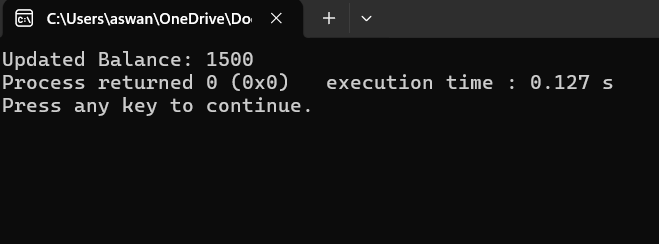 C:\Users\aswan\OneDrive\Do
Updated Balance: 1500
Process returned 0 (0x0)   execution time : 0.127 s
Press any key to continue.